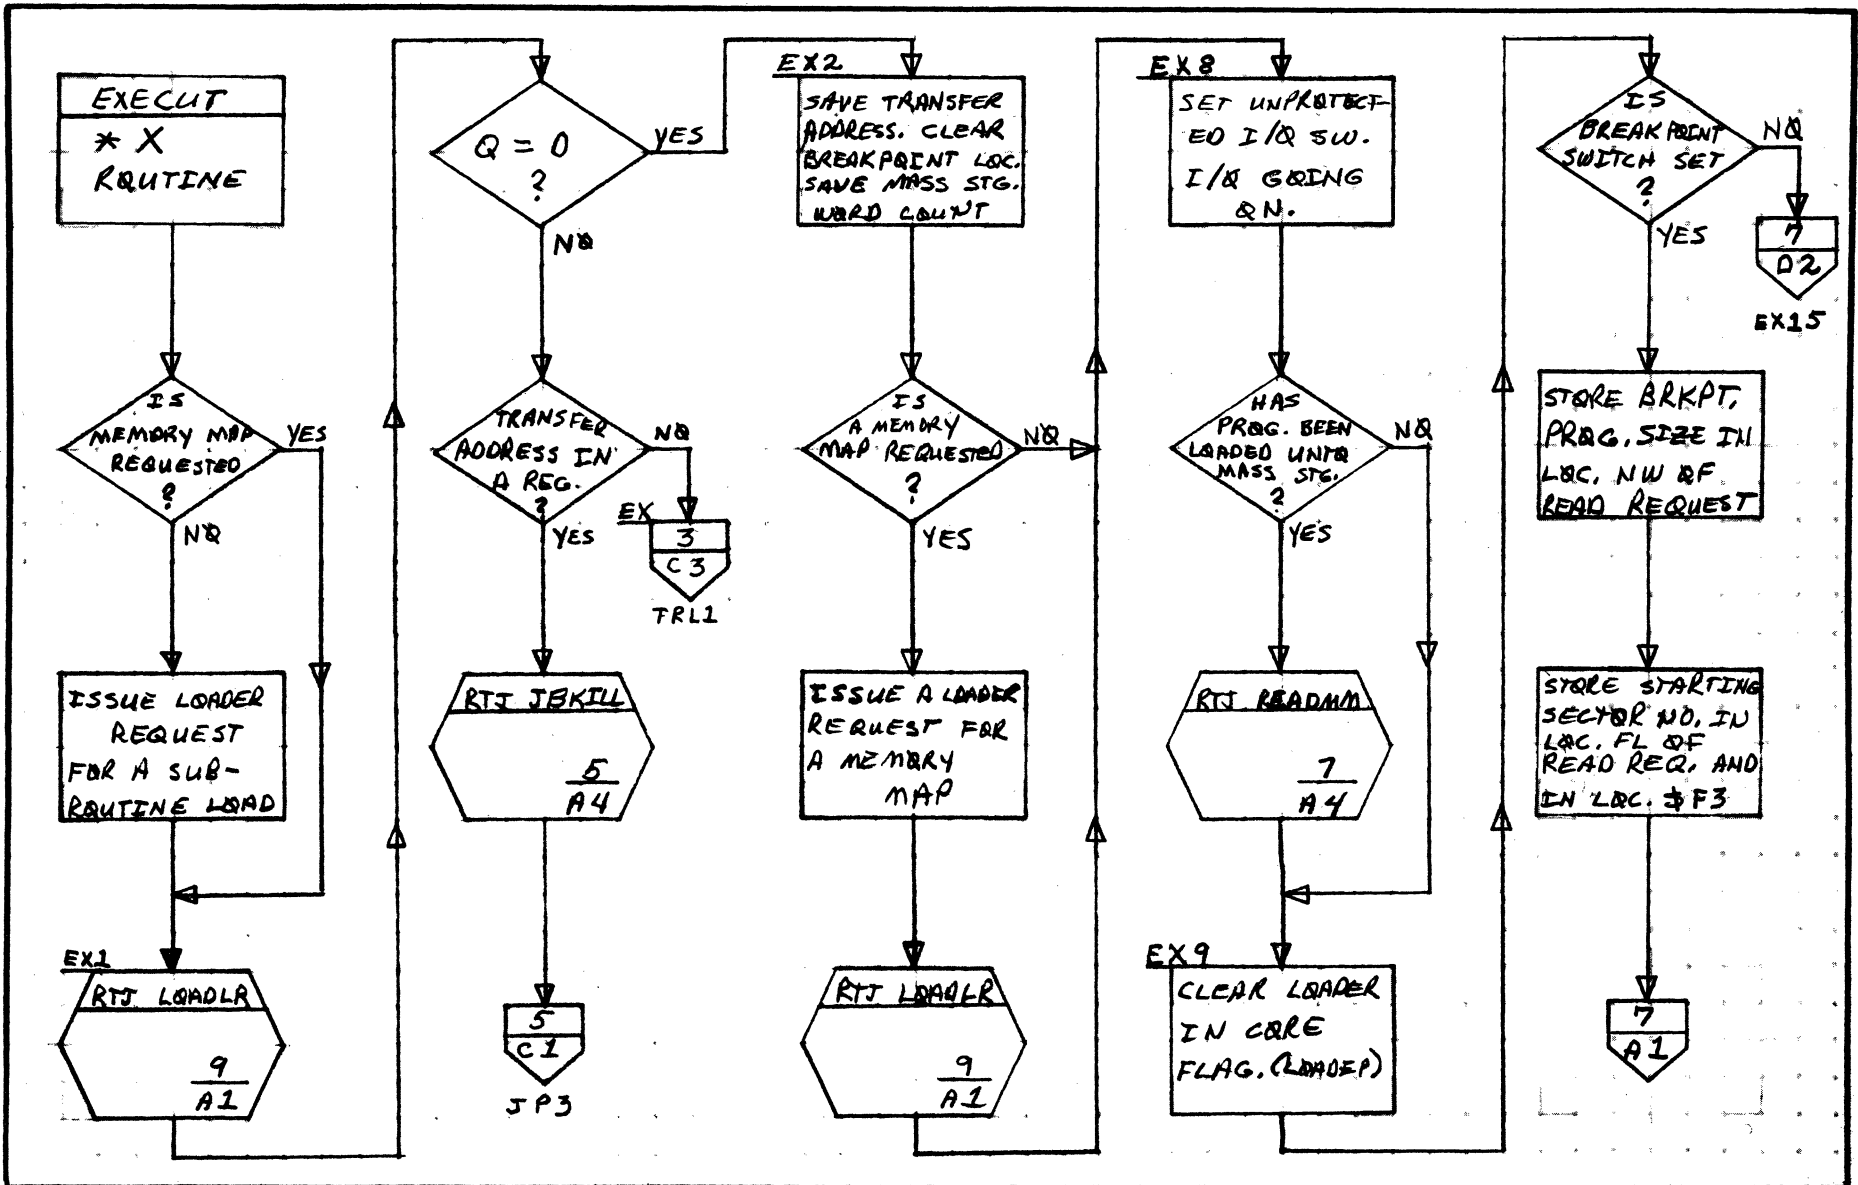 EXECUT
* X
ROUTINE
IS
MEMORY MAP
REQUESTED
?
YES
NO
ISSUE LOADER
REQUEST
FOR A SUB-
ROUTINE LOAD
EX1
RTJ LOADLR
9
A1
Q = 0
?
YES
NO
TRANSFER
ADDRESS IN
A REG.
?
NO
YES
EX
3
C3
TRL1
RTJ JBKILL
5
A4
5
C1
JP3
EX2
SAVE TRANSFER
ADDRESS. CLEAR
BREAKPOINT LOC.
SAVE MASS STG.
WORD COUNT
IS
A MEMORY
MAP REQUESTED
?
NO
YES
ISSUE A LOADER
REQUEST FOR
A MEMORY
MAP
RTJ LOADLR
9
A1
EX8
SET UNPROTECT-
ED I/O SW.
I/O GOING
ON.
HAS
PROG. BEEN
LOADED UNTO
MASS STG.
?
NO
YES
RTJ READMM
7
A4
EX9
CLEAR LOADER
IN CORE
FLAG. (LOADEP)
IS
BREAKPOINT
SWITCH SET
?
NO
YES
7
D2
EX15
STORE BRKPT.
PROG. SIZE IN
LOC. NW OF
READ REQUEST
STORE STARTING
SECTOR NO. IN
LOC. FL OF
READ REQ. AND
IN LOC. $F3
7
A1